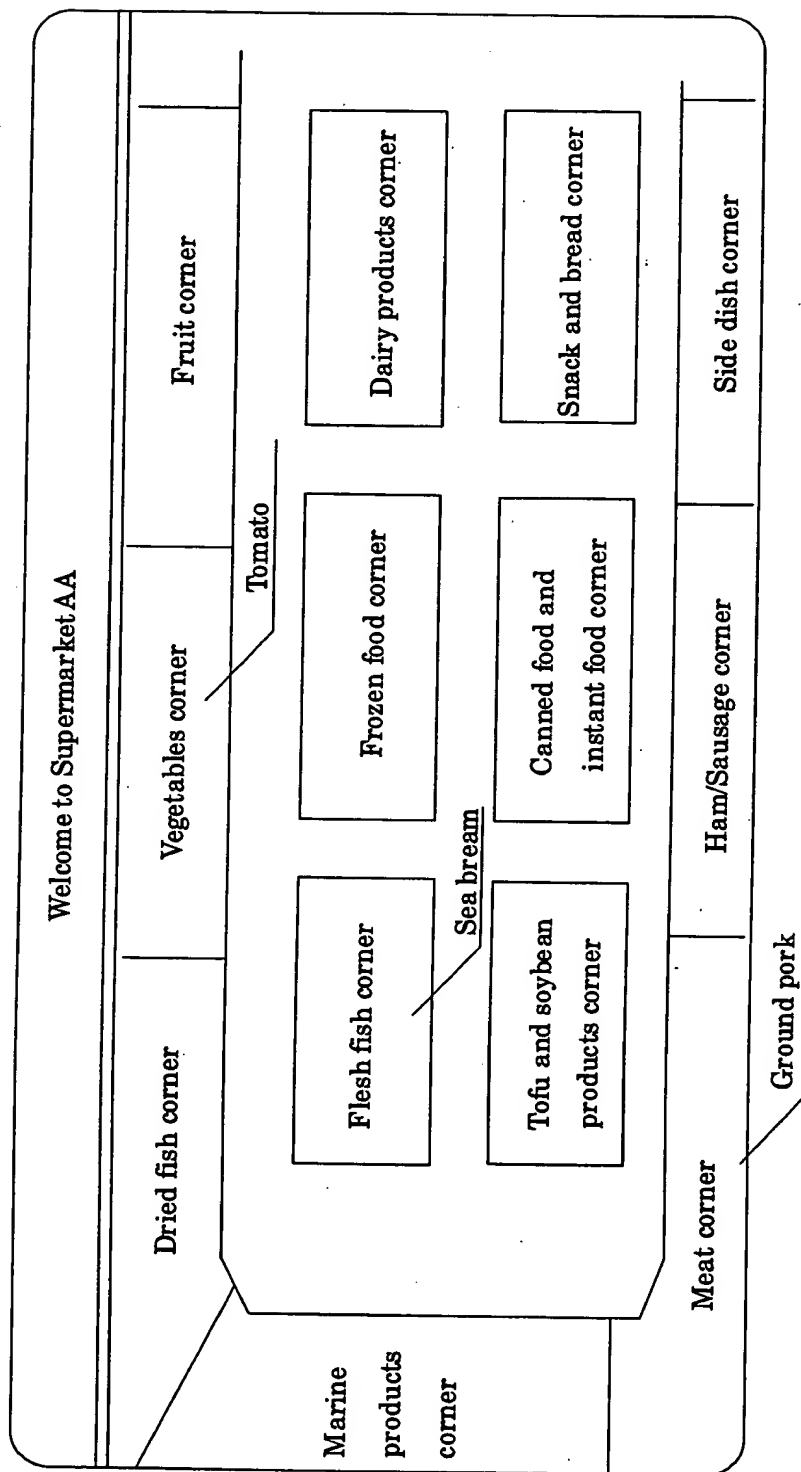 Welcome to Supermarket AA
Dried fish corner
Vegetables corner
Fruit corner
Tomato
Marine
products
corner
Flesh fish corner
Frozen food corner
Dairy products corner
Sea bream
Tofu and soybean
products corner
Canned food and
instant food corner
Snack and bread corner
Meat corner
Ham/Sausage corner
Side dish corner
Ground pork